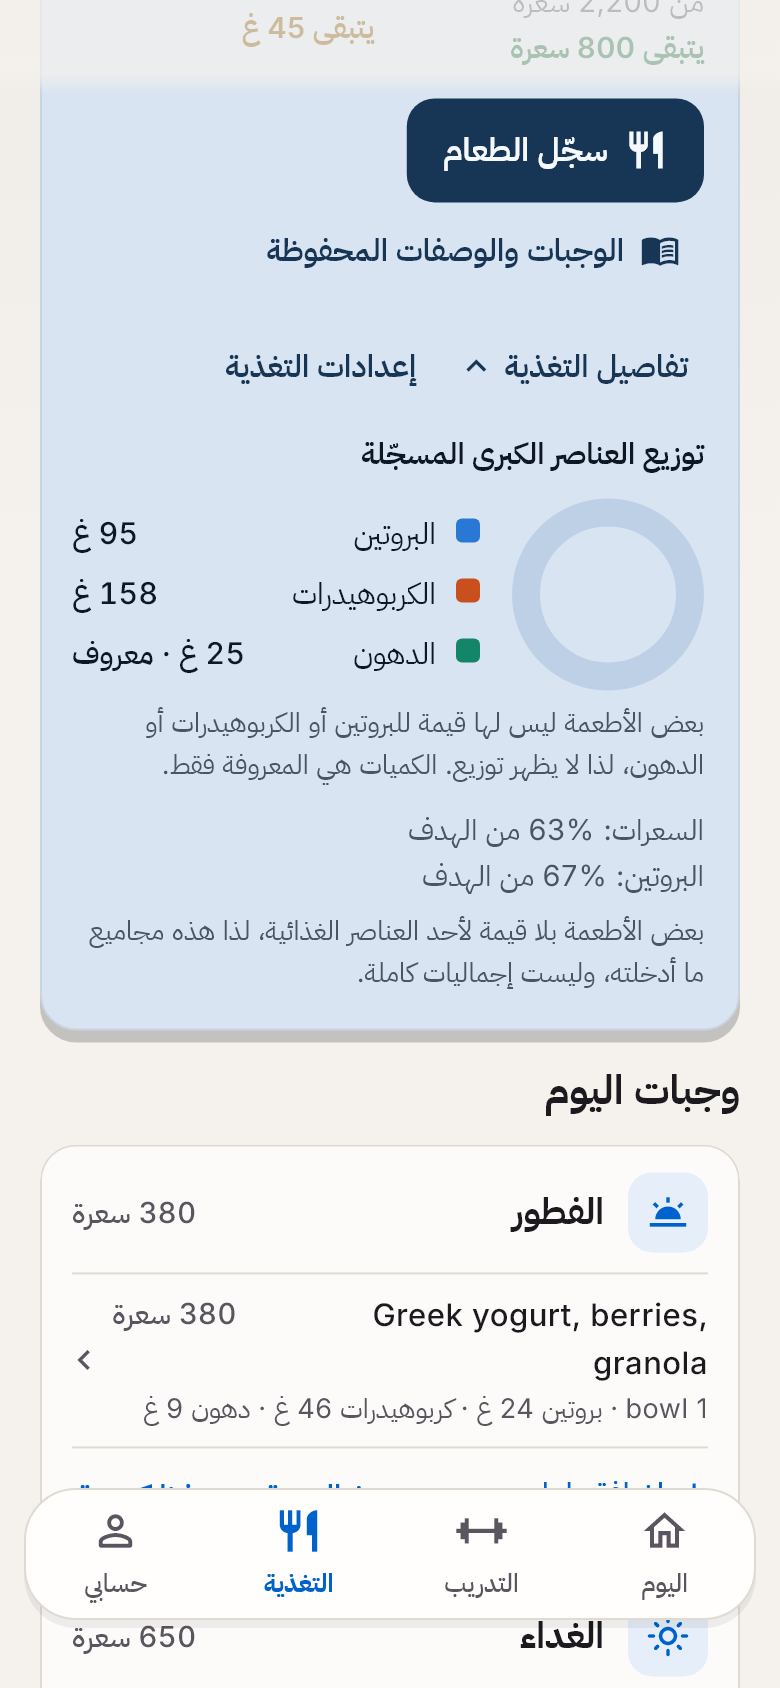 من 2,200 سعرة
يتبقى 800 سعرة
يتبقى 45 غ
سجّل الطعام
الوجبات والوصفات المحفوظة
تفاصيل التغذية
إعدادات التغذية
توزيع العناصر الكبرى المسجّلة
البروتين 95 غ
الكربوهيدرات 158 غ
الدهون 25 غ · معروف
بعض الأطعمة ليس لها قيمة للبروتين أو الكربوهيدرات أو
الدهون، لذا لا يظهر توزيع. الكميات هي المعروفة فقط.
السعرات: 63% من الهدف
البروتين: 67% من الهدف
بعض الأطعمة بلا قيمة لأحد العناصر الغذائية، لذا هذه مجاميع
ما أدخلته، وليست إجماليات كاملة.
وجبات اليوم
الفطور 380 سعرة
Greek yogurt, berries,
granola
380 سعرة
1 bowl · بروتين 24 غ · كربوهيدرات 46 غ · دهون 9 غ
الغداء 650 سعرة
اليوم
التدريب
التغذية
حسابي